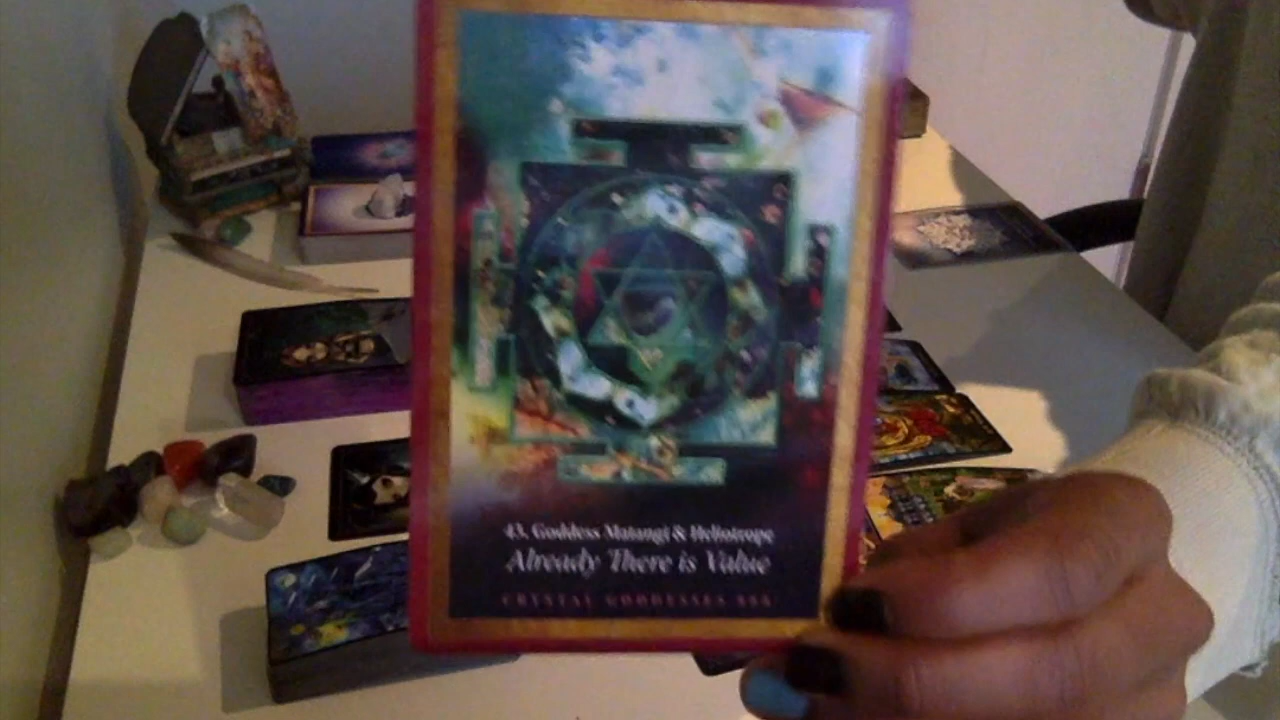 43. Goddess Matangi & Heliotrope
Already There is Value
CRYSTAL GODDESSES 888